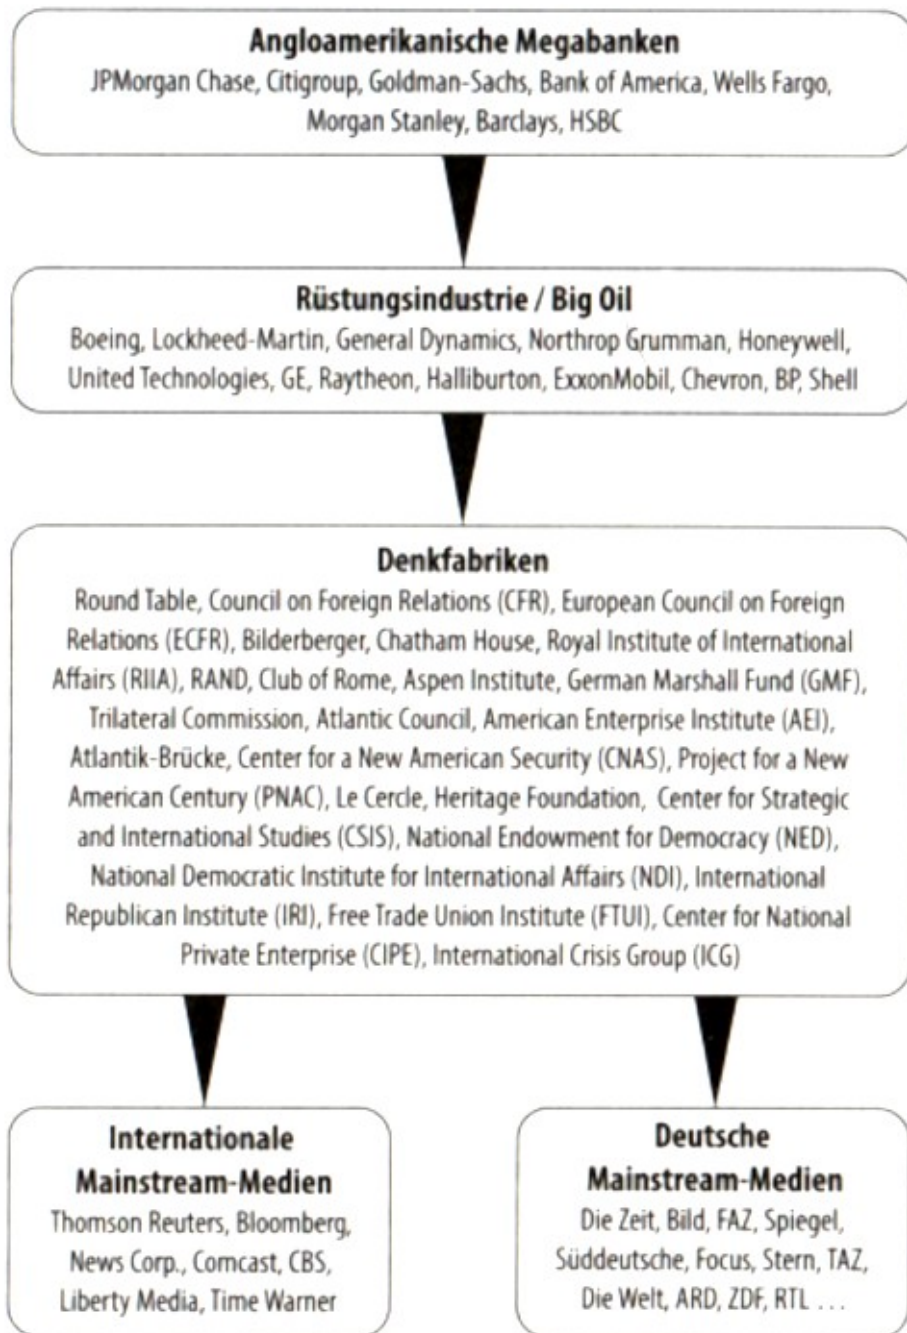 Angloamerikanische Megabanken
JPMorgan Chase, Citigroup, Goldman-Sachs, Bank of America, Wells Fargo,
Morgan Stanley, Barclays, HSBC
Rüstungsindustrie / Big Oil
Boeing, Lockheed-Martin, General Dynamics, Northrop Grumman, Honeywell,
United Technologies, GE, Raytheon, Halliburton, ExxonMobil, Chevron, BP, Shell
Denkfabriken
Round Table, Council on Foreign Relations (CFR), European Council on Foreign
Relations (ECFR), Bilderberger, Chatham House, Royal Institute of International
Affairs (RIIA), RAND, Club of Rome, Aspen Institute, German Marshall Fund (GMF),
Trilateral Commission, Atlantic Council, American Enterprise Institute (AEI),
Atlantik-Brücke, Center for a New American Security (CNAS), Project for a New
American Century (PNAC), Le Cercle, Heritage Foundation, Center for Strategic
and International Studies (CSIS), National Endowment for Democracy (NED),
National Democratic Institute for International Affairs (NDI), International
Republican Institute (IRI), Free Trade Union Institute (FTUI), Center for National
Private Enterprise (CIPE), International Crisis Group (ICG)
Internationale
Mainstream-Medien
Thomson Reuters, Bloomberg,
News Corp., Comcast, CBS,
Liberty Media, Time Warner
Deutsche
Mainstream-Medien
Die Zeit, Bild, FAZ, Spiegel,
Süddeutsche, Focus, Stern, TAZ,
Die Welt, ARD, ZDF, RTL ...